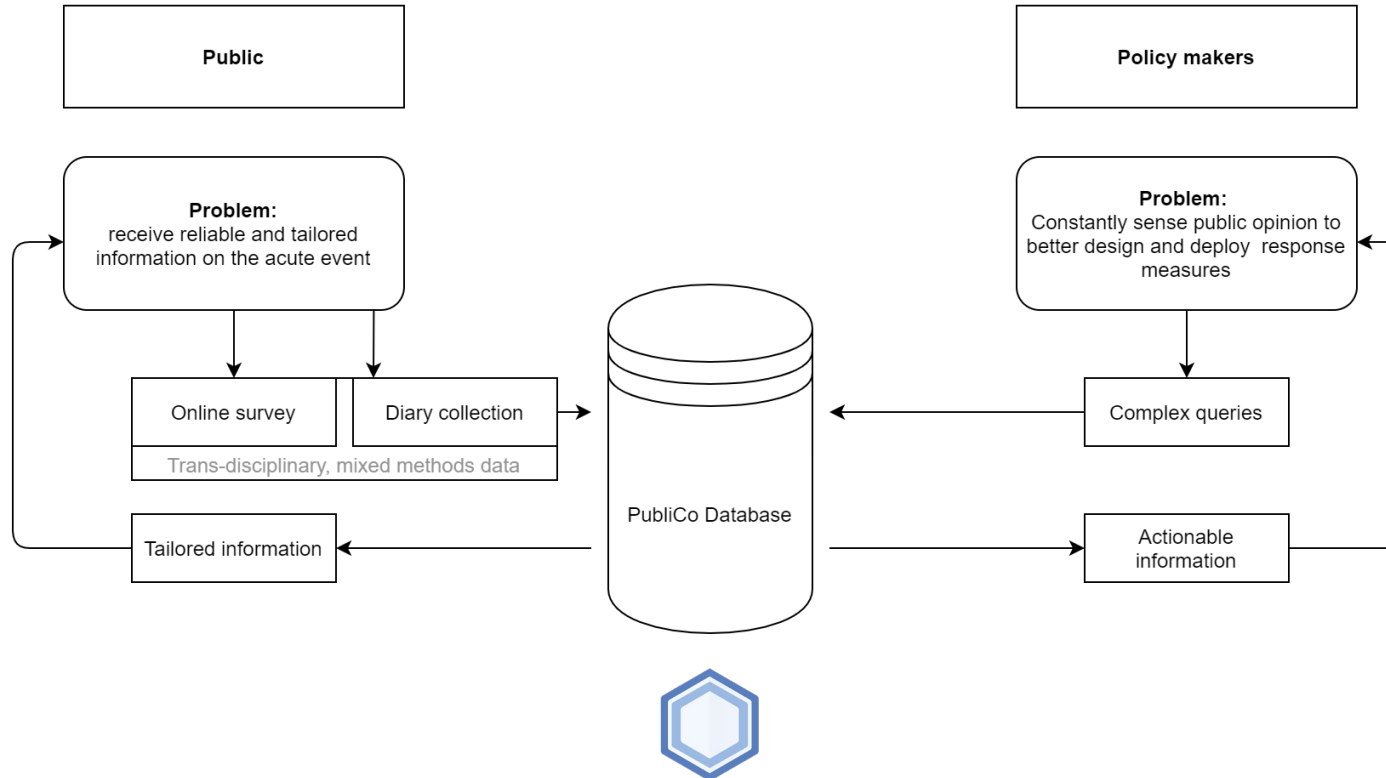 Public
Policy makers
Problem:
receive reliable and tailored
information on the acute event
Problem:
Constantly sense public opinion to
better design and deploy response
measures
Online survey
Diary collection
Trans-disciplinary, mixed methods data
Complex queries
PubliCo Database
Tailored information
Actionable
information